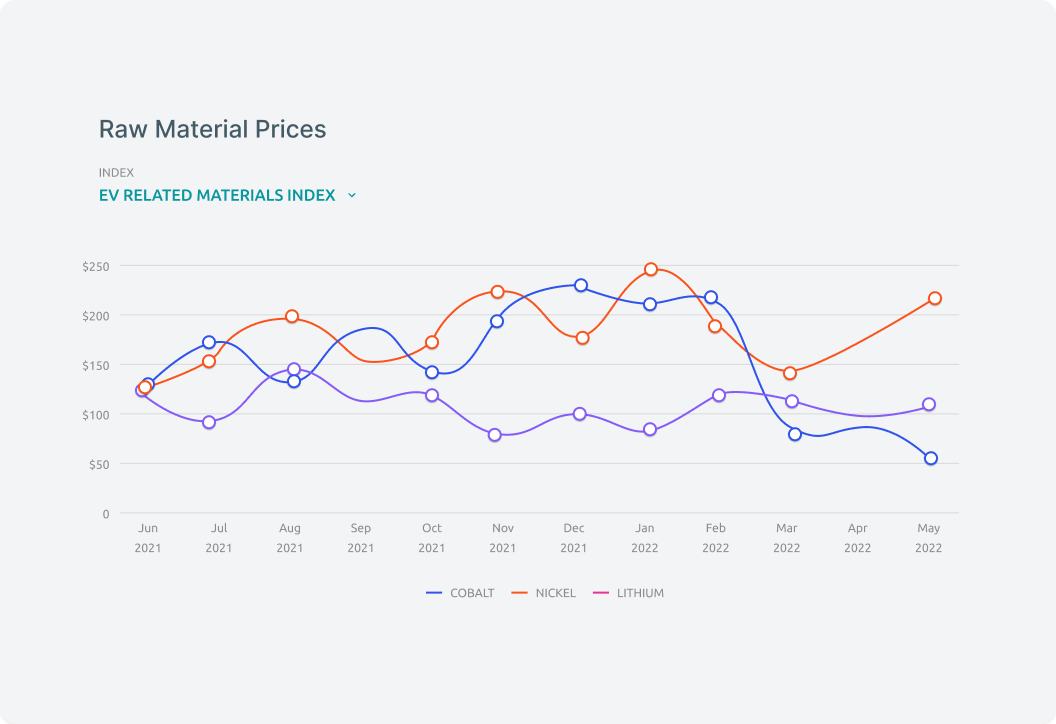 Raw Material Prices
INDEX
EV RELATED MATERIALS INDEX
$250
$200
$150
$100
$50
0
Jun Jul Aug Sep Oct Nov Dec Jan Feb Mar Apr May
2021 2021 2021 2021 2021 2021 2021 2022 2022 2022 2022 2022
COBALT NICKEL LITHIUM